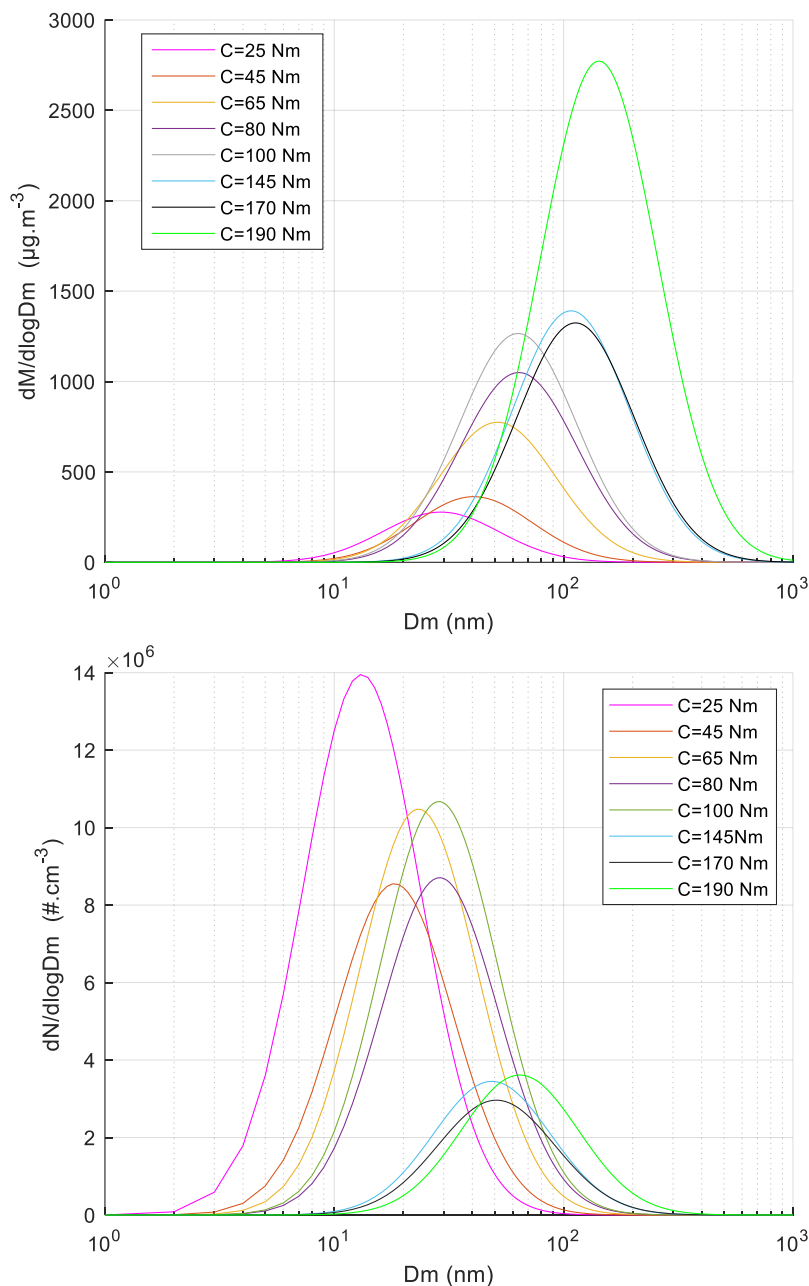 3000
2500
2000
1500
1000
500
0
dM/dlogDm (µg.m⁻³)
C=25 Nm
C=45 Nm
C=65 Nm
C=80 Nm
C=100 Nm
C=145 Nm
C=170 Nm
C=190 Nm
10⁰ 10¹ 10² 10³
Dm (nm)
×10⁶
14
12
10
8
6
4
2
0
dN/dlogDm (#.cm⁻³)
C=25 Nm
C=45 Nm
C=65 Nm
C=80 Nm
C=100 Nm
C=145Nm
C=170 Nm
C=190 Nm
10⁰ 10¹ 10² 10³
Dm (nm)